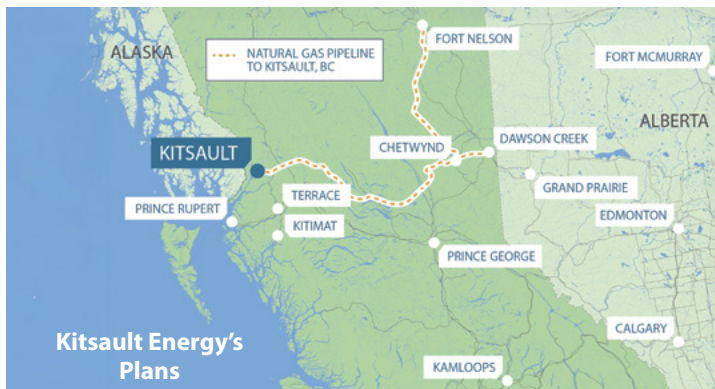 ALASKA
FORT NELSON
NATURAL GAS PIPELINE
TO KITSAULT, BC
FORT MCMURRAY
ALBERTA
KITSAULT
CHETWYND
DAWSON CREEK
GRAND PRAIRIE
TERRACE
PRINCE RUPERT
KITIMAT
EDMONTON
PRINCE GEORGE
CALGARY
Kitsault Energy’s
Plans
KAMLOOPS